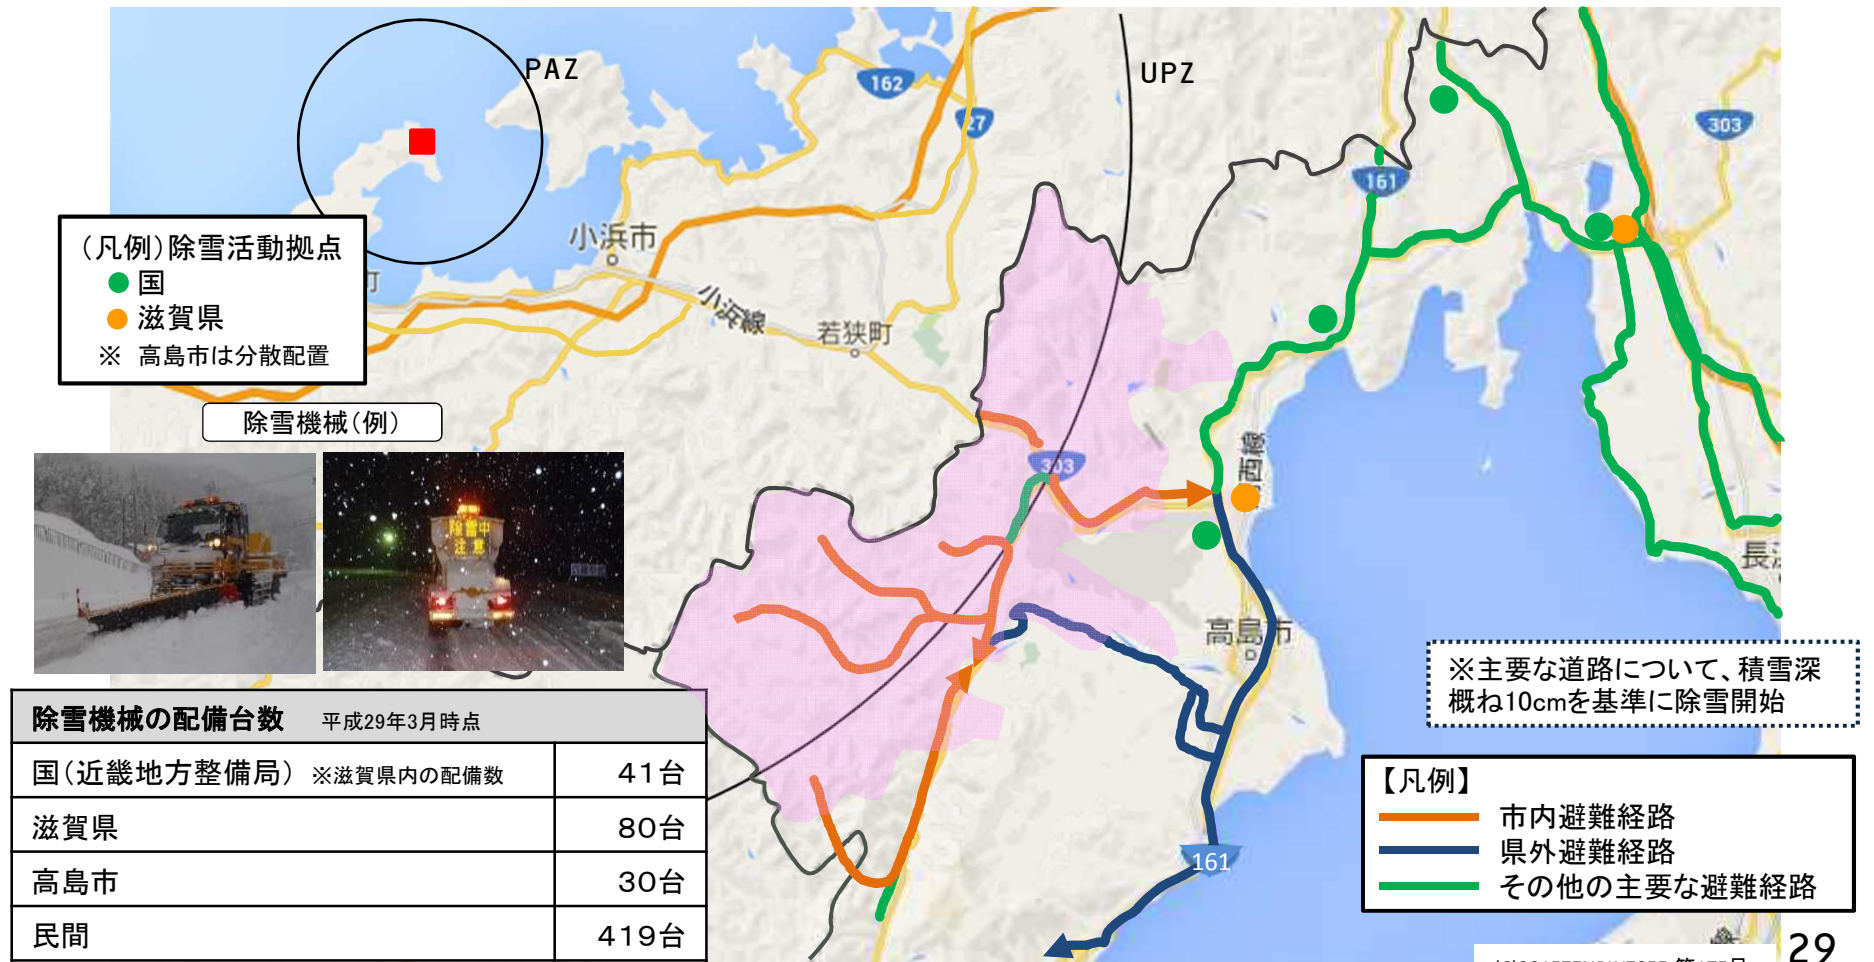 PAZ
UPZ
162
27
303
161
小浜市
小浜線
若狭町
町
303
西線
高島市
161
(凡例)除雪活動拠点
国
滋賀県
※ 高島市は分散配置
除雪機械(例)
除雪中
注意
除雪機械の配備台数 平成29年3月時点
国(近畿地方整備局) ※滋賀県内の配備数 41台
滋賀県 80台
高島市 30台
民間 419台
※主要な道路について、積雪深
概ね10cmを基準に除雪開始
【凡例】
市内避難経路
県外避難経路
その他の主要な避難経路
29